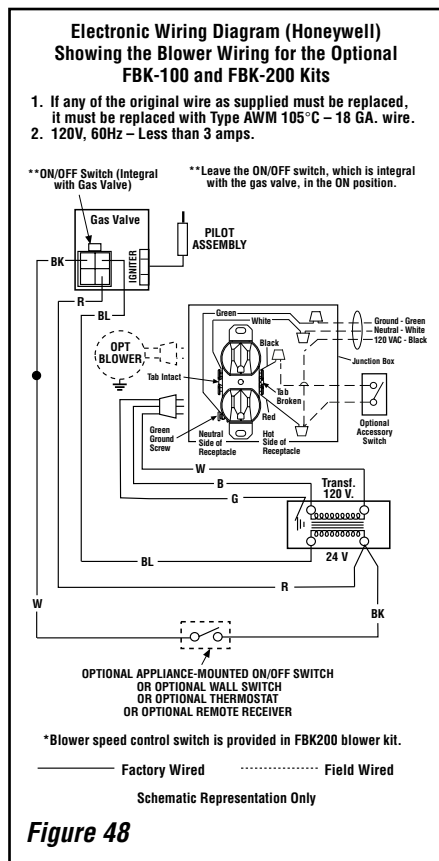 Electronic Wiring Diagram (Honeywell)
Showing the Blower Wiring for the Optional
FBK-100 and FBK-200 Kits
1. If any of the original wire as supplied must be replaced,
it must be replaced with Type AWM 105°C – 18 GA. wire.
2. 120V, 60Hz – Less than 3 amps.
**ON/OFF Switch (Integral
with Gas Valve)
**Leave the ON/OFF switch, which is integral
with the gas valve, in the ON position.
Gas Valve
IGNITER
PILOT
ASSEMBLY
BK
R
BL
Green
White
Ground - Green
Neutral - White
120 VAC - Black
OPT
BLOWER
Black
Junction Box
Tab Intact
Tab
Broken
Red
Green
Ground
Screw
Neutral
Side of
Receptacle
Hot
Side of
Receptacle
Optional
Accessory
Switch
W
B
G
Transf.
120 V.
24 V
BL
R
W
BK
OPTIONAL APPLIANCE-MOUNTED ON/OFF SWITCH
OR OPTIONAL WALL SWITCH
OR OPTIONAL THERMOSTAT
OR OPTIONAL REMOTE RECEIVER
*Blower speed control switch is provided in FBK200 blower kit.
Factory Wired
Field Wired
Schematic Representation Only
Figure 48